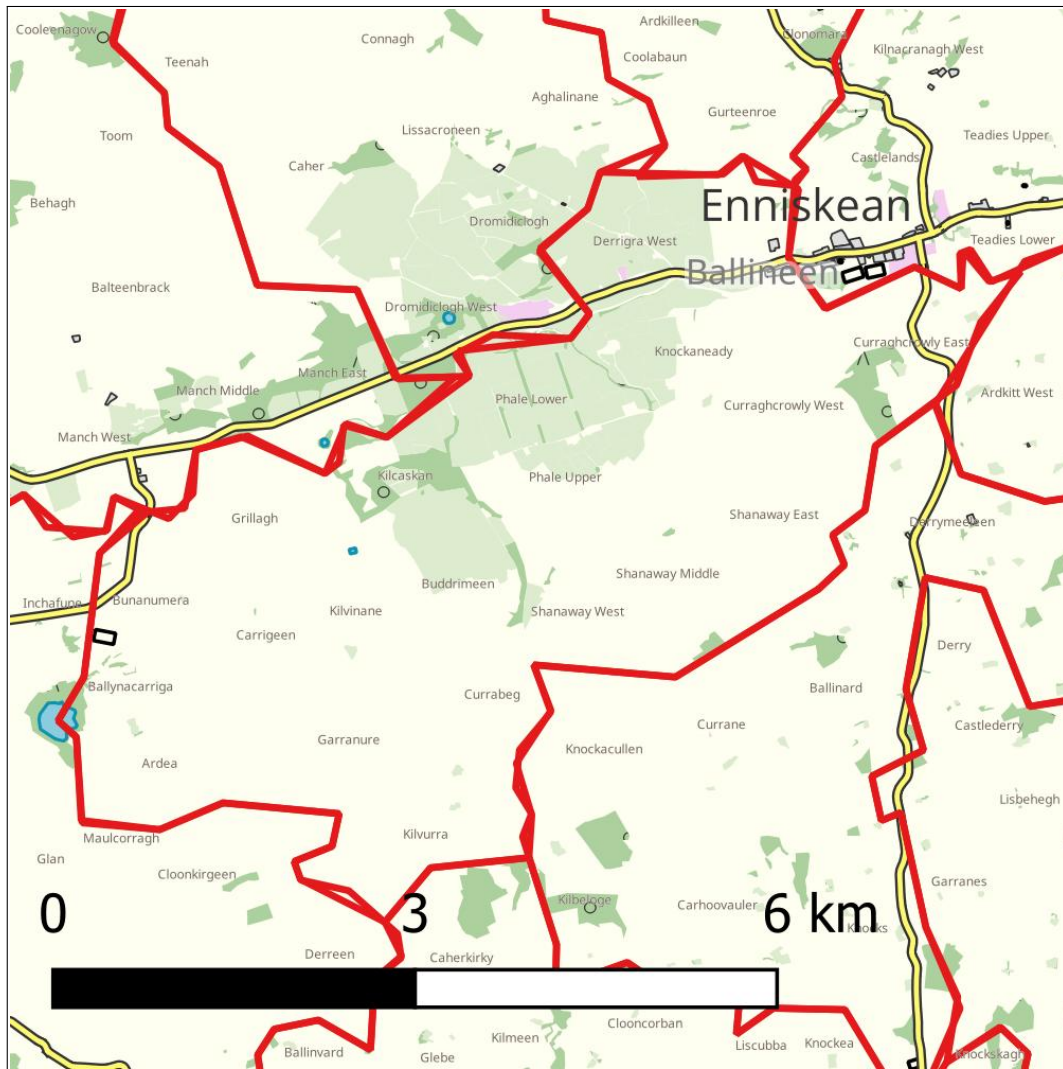 Cooleenagow
Connagh
Ardkilleen
Clonomara
Kilnacranagh West
Teenah
Coolabaun
Aghalinane
Gurteenroe
Toom
Lissacroneen
Teadies Upper
Caher
Castlelands
Behagh
Dromidiclogh
Enniskean
Derrigra West
Teadies Lower
Ballineen
Balteenbrack
Dromidiclogh West
Curraghcrowly East
Knockaneady
Manch East
Manch Middle
Phale Lower
Curraghcrowly West
Ardkitt West
Manch West
Kilcaskan
Phale Upper
Grillagh
Shanaway East
Derrymeeleen
Shanaway Middle
Buddrimeen
Inchafune
Bunanumera
Kilvinane
Shanaway West
Carrigeen
Derry
Ballynacarriga
Currabeg
Ballinard
Currane
Castlederry
Garranure
Knockacullen
Ardea
Lisbehegh
Maulcorragh
Kilvurra
Glan
Cloonkirgeen
Garranes
Kilbeloge
Carhoovauler
0 3 6 km
Knocks
Derreen
Caherkirky
Clooncorban
Kilmeen
Liscubba
Knockea
Ballinvard
Glebe
Knockskagh